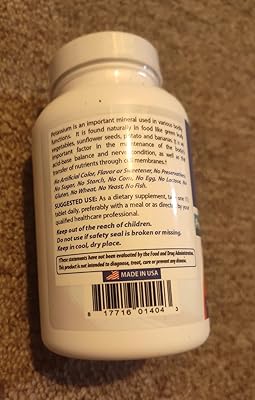 Potassium is an important mineral used in various bodily
functions. It is found naturally in food like green leafy
vegetables, sunflower seeds, potato and bananas. It is an
important factor in the maintenance of the body's
acid-base balance and nerve condition, as well as the
transfer of nutrients through cell membranes.†
No Artificial Color, Flavor or Sweetener, No Preservatives,
No Sugar, No Starch, No Corn, No Egg, No Lactose, No
Gluten, No Wheat, No Yeast, No Fish.
SUGGESTED USE: As a dietary supplement, take one (1)
tablet daily, preferably with a meal or as directed by your
qualified healthcare professional.
Keep out of the reach of children.
Do not use if safety seal is broken or missing.
Keep in cool, dry place.
These statements have not been evaluated by the Food and Drug Administration.
This product is not intended to diagnose, treat, cure or prevent any disease.
MADE IN USA
8 17716 01404 3